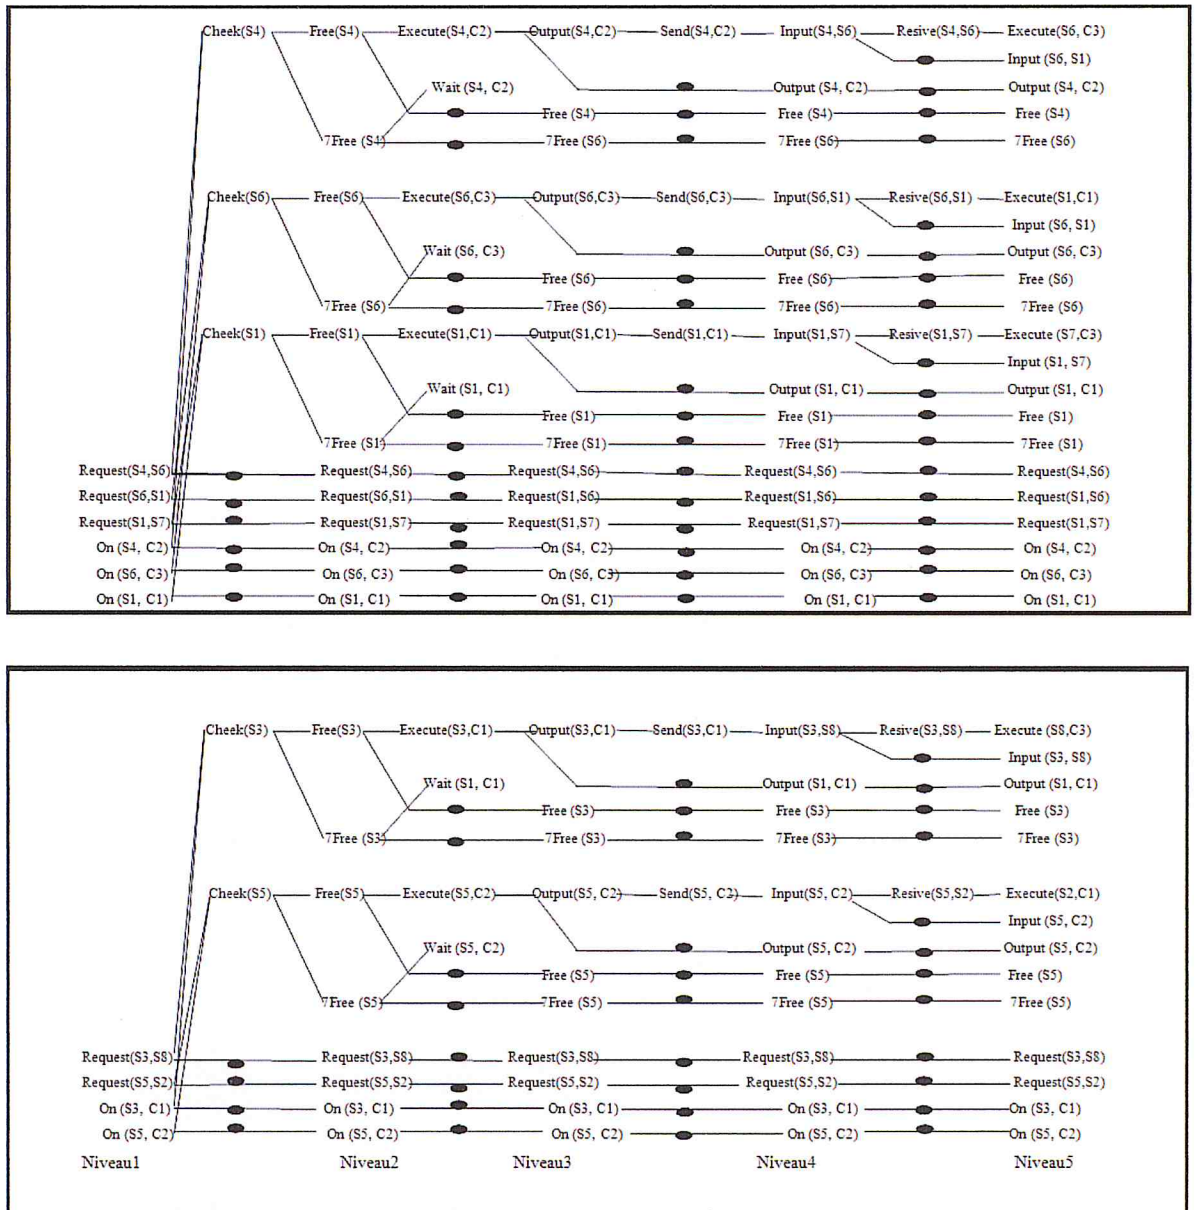 Cheek(S4) Free(S4) Execute(S4,C2) Output(S4,C2) Send(S4,C2) Input(S4,S6) Resive(S4,S6) Execute(S6, C3)
Input (S6, S1)
Wait (S4, C2) Output (S4, C2) Output (S4, C2)
Free (S4) Free (S4) Free (S4)
7Free (S4) 7Free (S6) 7Free (S6) 7Free (S6)
Cheek(S6) Free(S6) Execute(S6,C3) Output(S6,C3) Send(S6,C3) Input(S6,S1) Resive(S6,S1) Execute(S1,C1)
Input (S6, S1)
Wait (S6, C3) Output (S6, C3) Output (S6, C3)
Free (S6) Free (S6) Free (S6)
7Free (S6) 7Free (S6) 7Free (S6) 7Free (S6)
Cheek(S1) Free(S1) Execute(S1,C1) Output(S1,C1) Send(S1,C1) Input(S1,S7) Resive(S1,S7) Execute (S7,C3)
Input (S1, S7)
Wait (S1, C1) Output (S1, C1) Output (S1, C1)
Free (S1) Free (S1) Free (S1)
7Free (S1) 7Free (S1) 7Free (S1) 7Free (S1)
Request(S4,S6) Request(S4,S6) Request(S4,S6) Request(S4,S6) Request(S4,S6)
Request(S6,S1) Request(S6,S1) Request(S1,S6) Request(S1,S6) Request(S1,S6)
Request(S1,S7) Request(S1,S7) Request(S1,S7) Request(S1,S7) Request(S1,S7)
On (S4, C2) On (S4, C2) On (S4, C2) On (S4, C2) On (S4, C2)
On (S6, C3) On (S6, C3) On (S6, C3) On (S6, C3) On (S6, C3)
On (S1, C1) On (S1, C1) On (S1, C1) On (S1, C1) On (S1, C1)
Cheek(S3) Free(S3) Execute(S3,C1) Output(S3,C1) Send(S3,C1) Input(S3,S8) Resive(S3,S8) Execute (S8,C3)
Input (S3, S8)
Wait (S1, C1) Output (S1, C1) Output (S1, C1)
Free (S3) Free (S3) Free (S3)
7Free (S3) 7Free (S3) 7Free (S3) 7Free (S3)
Cheek(S5) Free(S5) Execute(S5,C2) Output(S5, C2) Send(S5, C2) Input(S5, C2) Resive(S5,S2) Execute(S2,C1)
Input (S5, C2)
Wait (S5, C2) Output (S5, C2) Output (S5, C2)
Free (S5) Free (S5) Free (S5)
7Free (S5) 7Free (S5) 7Free (S5) 7Free (S5)
Request(S3,S8) Request(S3,S8) Request(S3,S8) Request(S3,S8) Request(S3,S8)
Request(S5,S2) Request(S5,S2) Request(S5,S2) Request(S5,S2) Request(S5,S2)
On (S3, C1) On (S3, C1) On (S3, C1) On (S3, C1) On (S3, C1)
On (S5, C2) On (S5, C2) On (S5, C2) On (S5, C2) On (S5, C2)
Niveau1 Niveau2 Niveau3 Niveau4 Niveau5